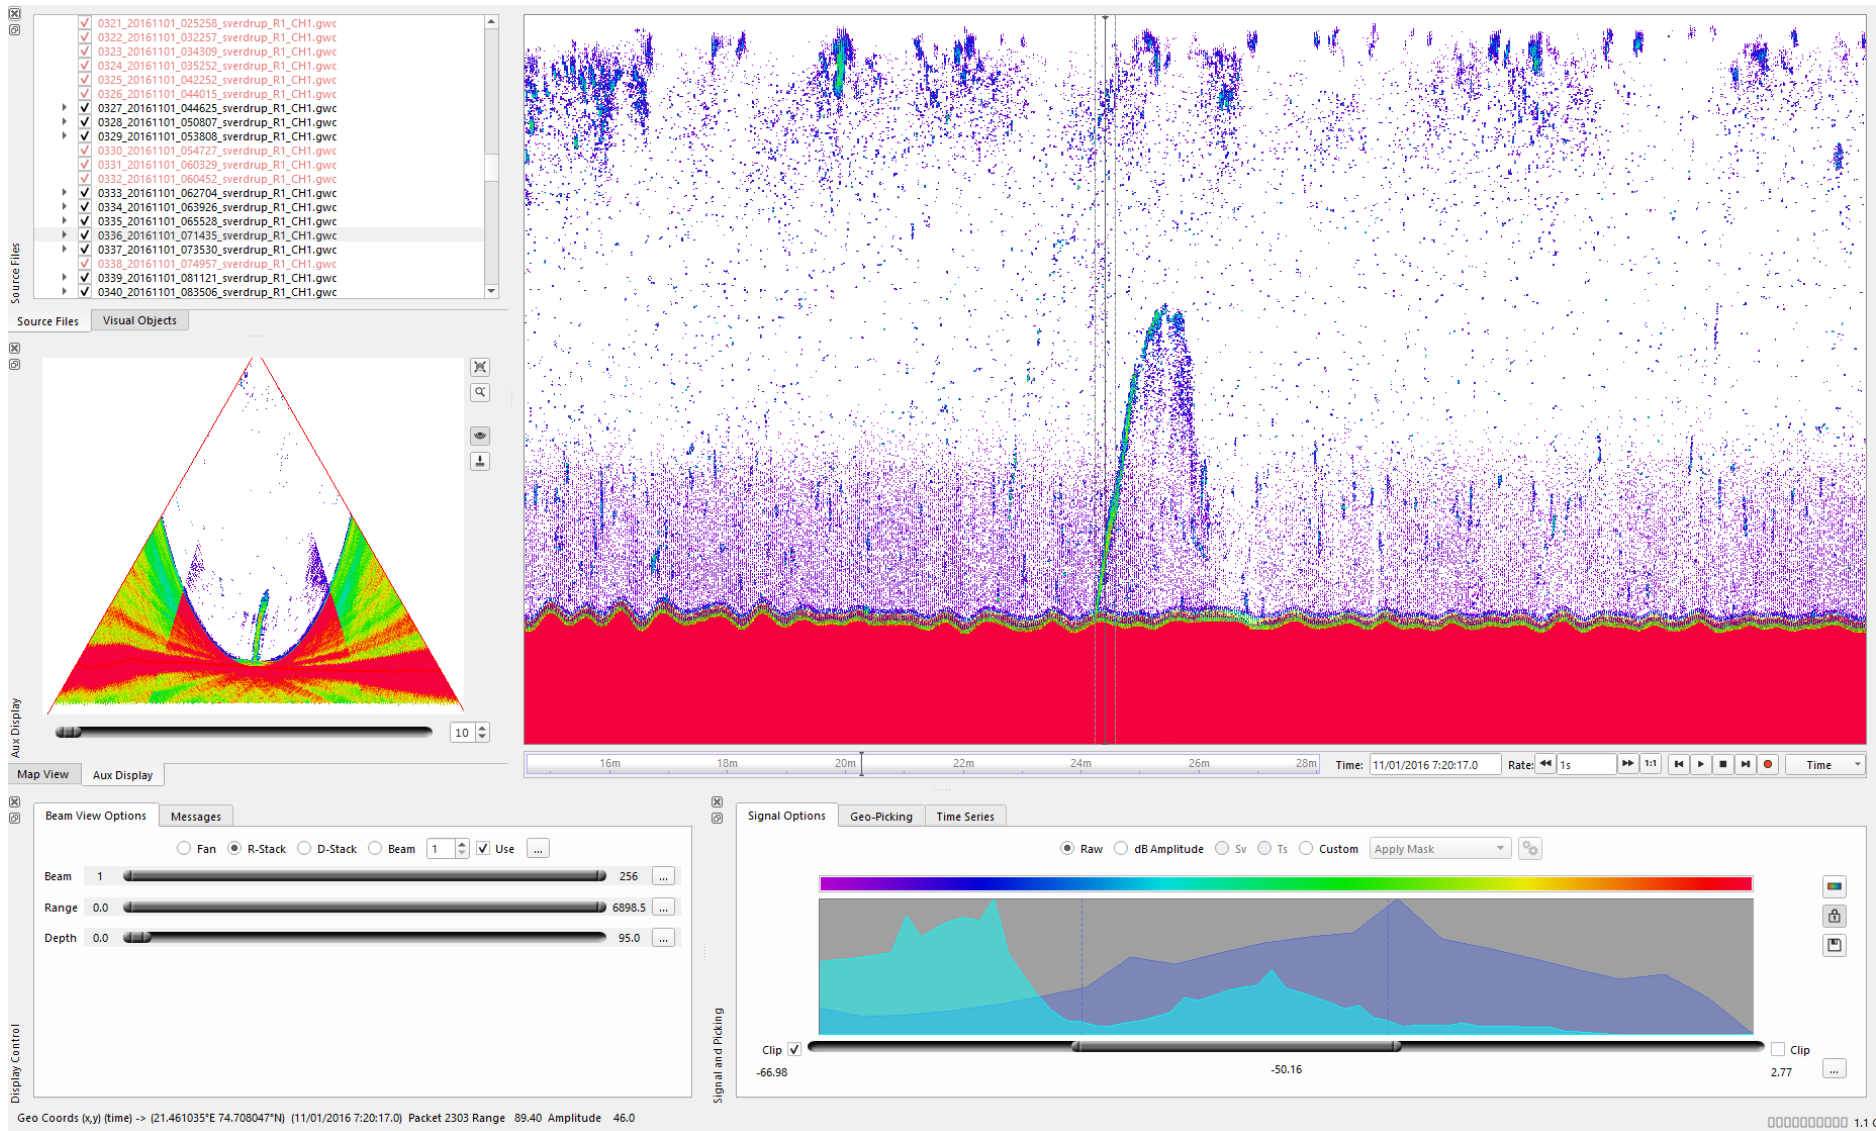 0321_20161101_025258_sverdrup_R1_CH1.gwc
0322_20161101_032257_sverdrup_R1_CH1.gwc
0323_20161101_034309_sverdrup_R1_CH1.gwc
0324_20161101_035252_sverdrup_R1_CH1.gwc
0325_20161101_042252_sverdrup_R1_CH1.gwc
0326_20161101_044015_sverdrup_R1_CH1.gwc
0327_20161101_044625_sverdrup_R1_CH1.gwc
0328_20161101_050807_sverdrup_R1_CH1.gwc
0329_20161101_053808_sverdrup_R1_CH1.gwc
0330_20161101_054727_sverdrup_R1_CH1.gwc
0331_20161101_060329_sverdrup_R1_CH1.gwc
0332_20161101_060452_sverdrup_R1_CH1.gwc
0333_20161101_062704_sverdrup_R1_CH1.gwc
0334_20161101_063926_sverdrup_R1_CH1.gwc
0335_20161101_065528_sverdrup_R1_CH1.gwc
0336_20161101_071435_sverdrup_R1_CH1.gwc
0337_20161101_073530_sverdrup_R1_CH1.gwc
0338_20161101_074957_sverdrup_R1_CH1.gwc
0339_20161101_081121_sverdrup_R1_CH1.gwc
0340_20161101_083506_sverdrup_R1_CH1.gwc
Source Files
Source Files Visual Objects
10
Aux Display
Map View Aux Display
16m 18m 20m 22m 24m 26m 28m Time: 11/01/2016 7:20:17.0 Rate: 1s 1:1 Time
Beam View Options Messages
Fan R-Stack D-Stack Beam 1 Use ...
Beam 1 256 ...
Range 0.0 6898.5 ...
Depth 0.0 95.0 ...
Display Control
Signal Options Geo-Picking Time Series
Raw dB Amplitude Sv Ts Custom Apply Mask
Clip Clip
-66.98 -50.16 2.77 ...
Signal and Picking
Geo Coords (x,y) (time) -> (21.461035°E 74.708047°N) (11/01/2016 7:20:17.0) Packet 2303 Range 89.40 Amplitude 46.0
1.1